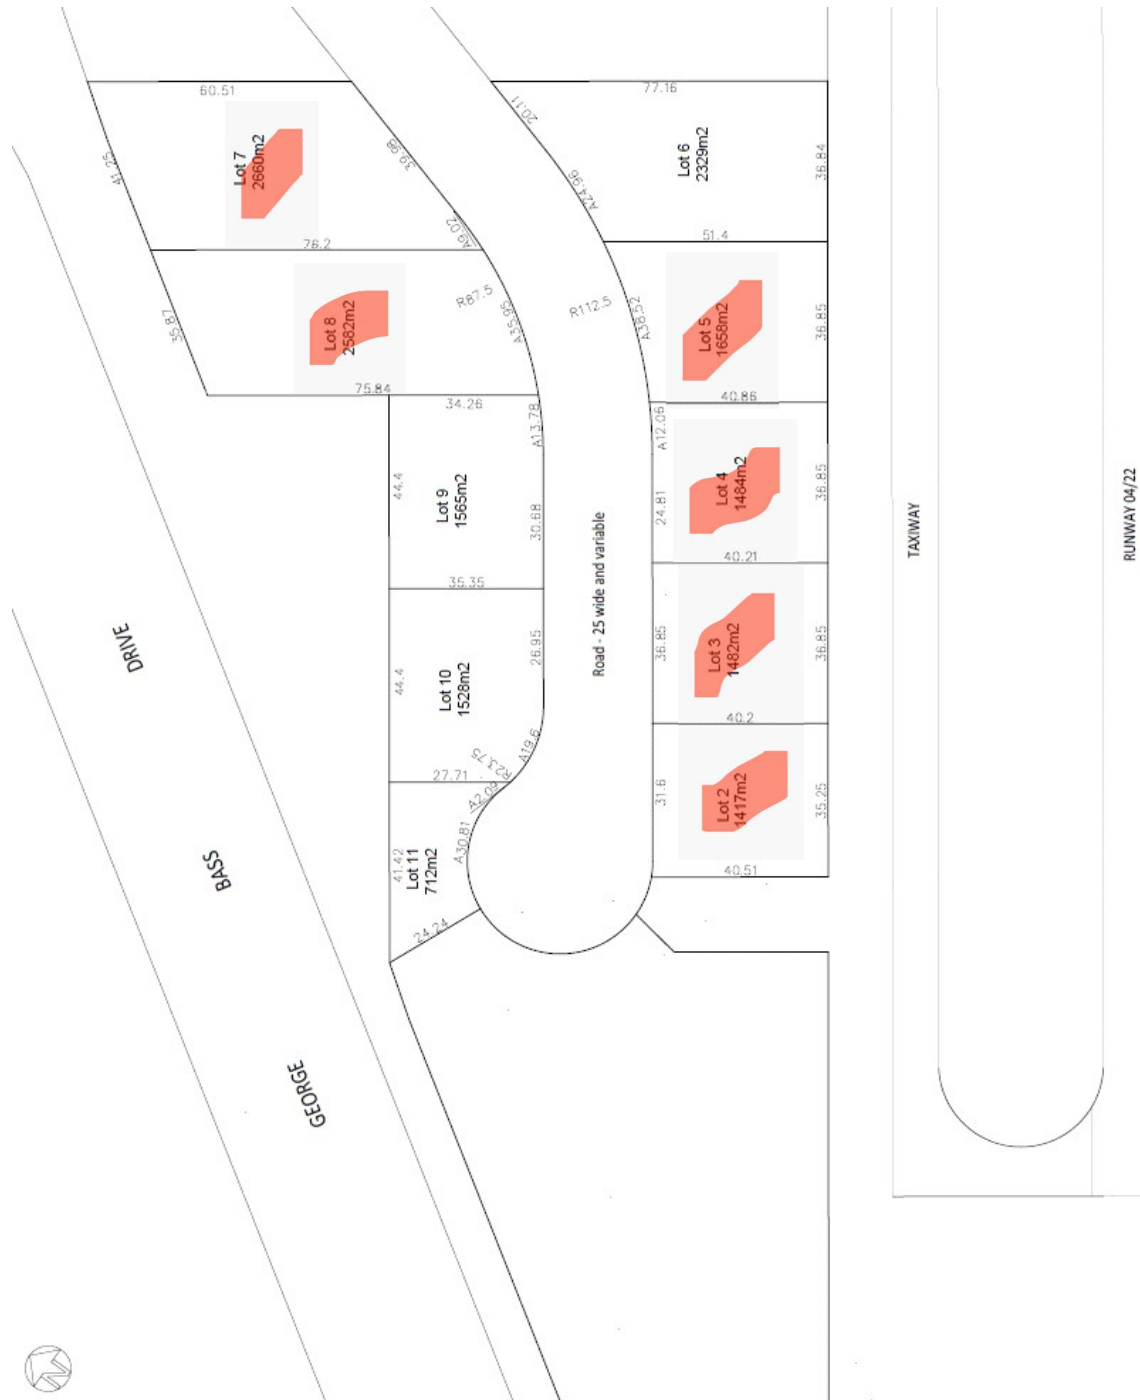 60.51
77.16
20.11
41.25
Lot 7
2660m2
39.98
Lot 6
2329m2
36.84
A24.96
A9.02
76.2
51.4
R87.5
R112.5
35.87
Lot 8
2582m2
A35.95
A38.52
Lot 5
1658m2
36.85
75.84
34.26
40.86
A13.78
A12.06
44.4
Lot 9
1565m2
30.68
24.81
Lot 4
1484m2
36.85
TAXIWAY
RUNWAY 04/22
Road - 25 wide and variable
40.21
35.35
DRIVE
44.4
Lot 10
1528m2
26.95
36.85
Lot 3
1482m2
36.85
40.2
A19.6
R23.75
27.71
A2.09
31.6
Lot 2
1417m2
35.25
BASS
41.42
Lot 11
712m2
A30.81
40.51
24.24
GEORGE
N